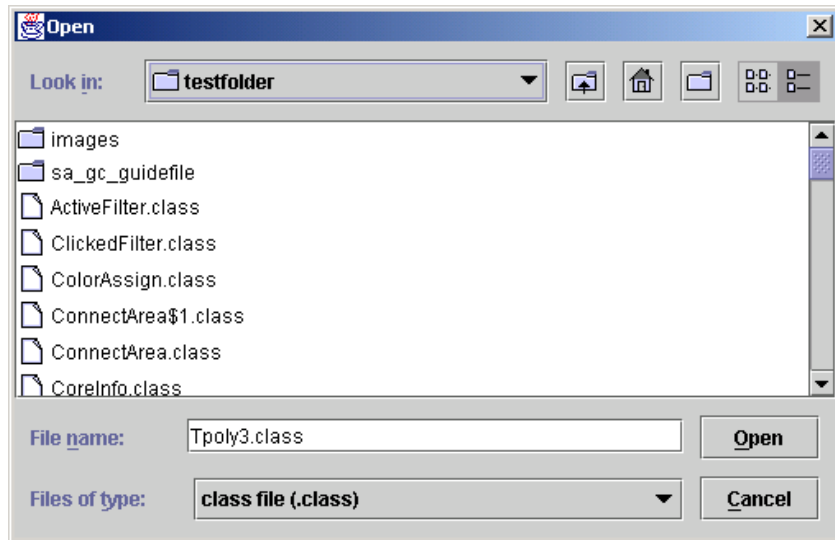 Open
Look in: testfolder
images
sa_gc_guidefile
ActiveFilter.class
ClickedFilter.class
ColorAssign.class
ConnectArea$1.class
ConnectArea.class
CoreInfo.class
File name: Tpoly3.class Open
Files of type: class file (.class) Cancel